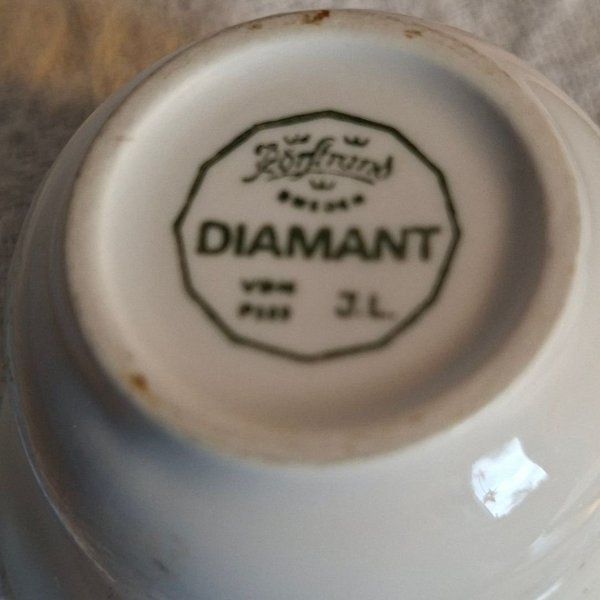 Rörstrand
SWEDEN
DIAMANT
J.L.